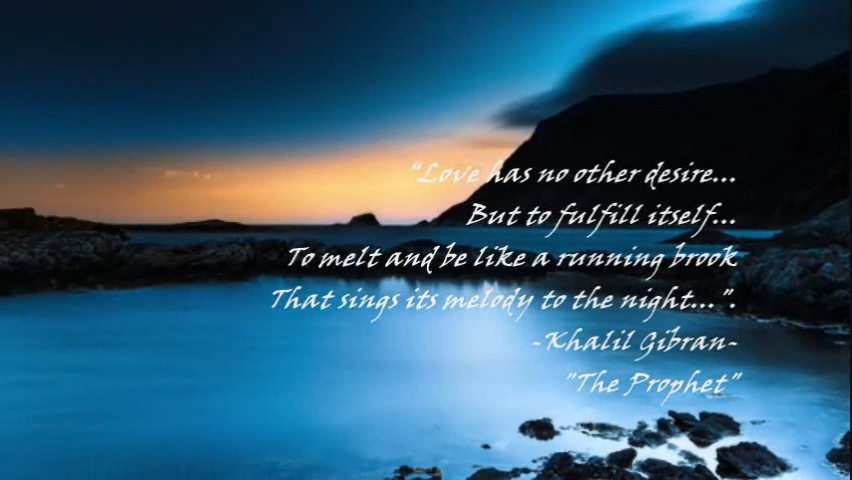 “Love has no other desire...
But to fulfill itself...
To melt and be like a running brook
That sings its melody to the night...”.
-Khalil Gibran-
"The Prophet"